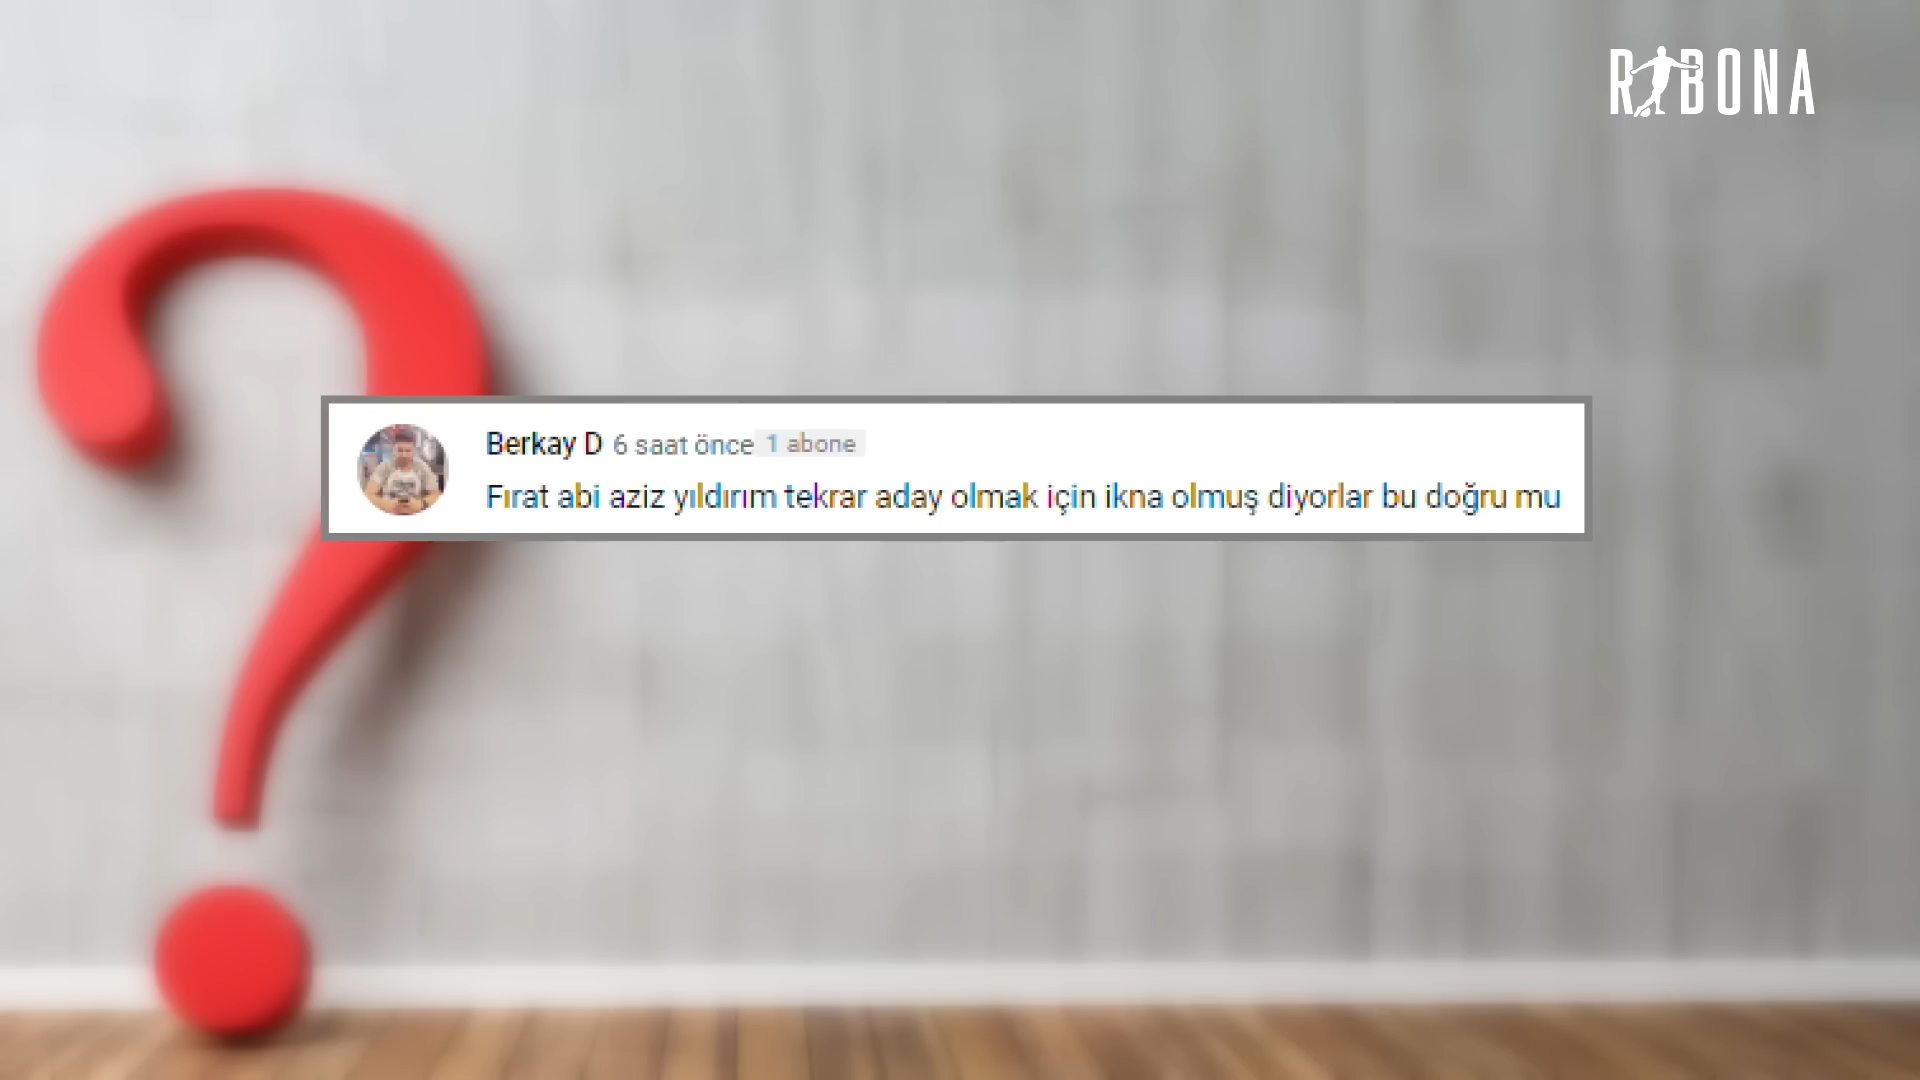 RABONA
Berkay D 6 saat önce 1 abone
Fırat abi aziz yıldırım tekrar aday olmak için ikna olmuş diyorlar bu doğru mu